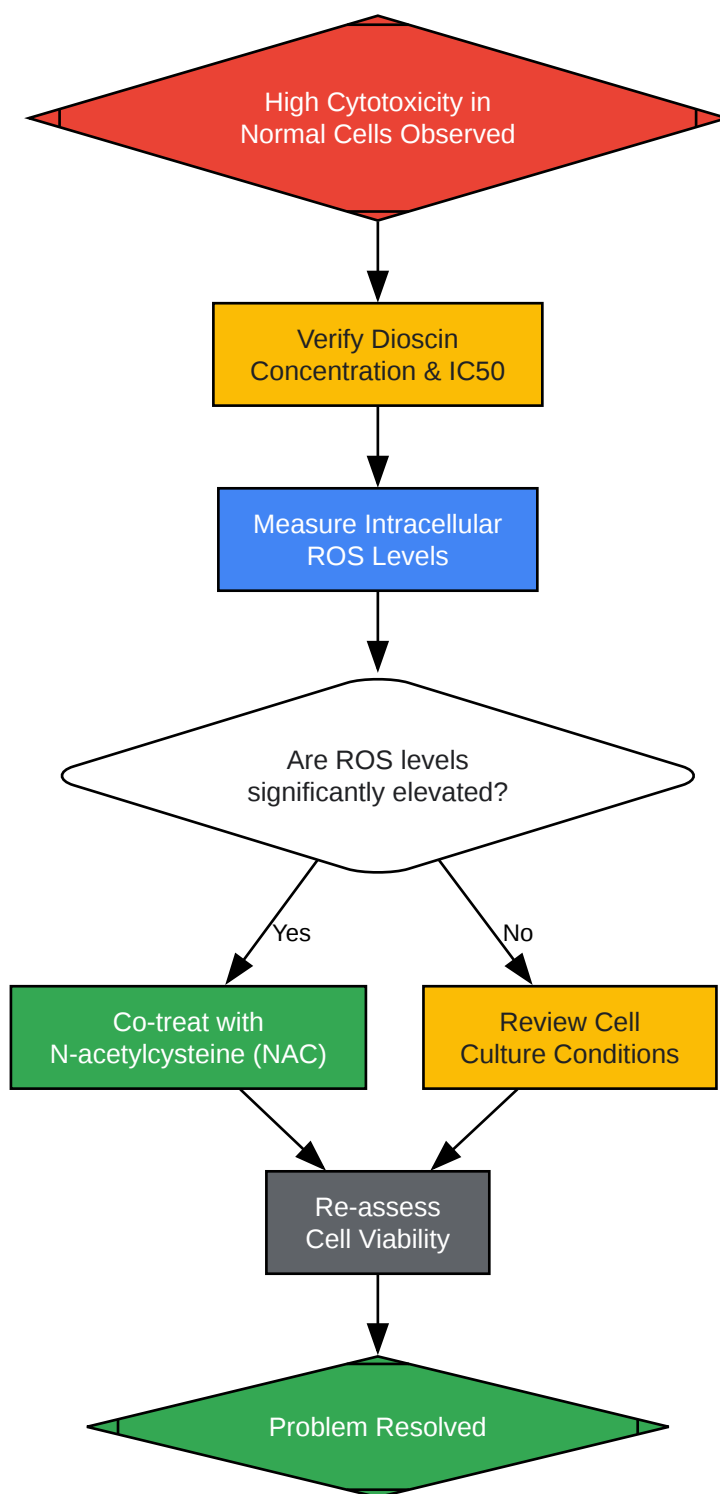 High Cytotoxicity in
Normal Cells Observed
Verify Dioscin
Concentration & IC50
Measure Intracellular
ROS Levels
Are ROS levels
significantly elevated?
Yes
No
Co-treat with
N-acetylcysteine (NAC)
Review Cell
Culture Conditions
Re-assess
Cell Viability
Problem Resolved